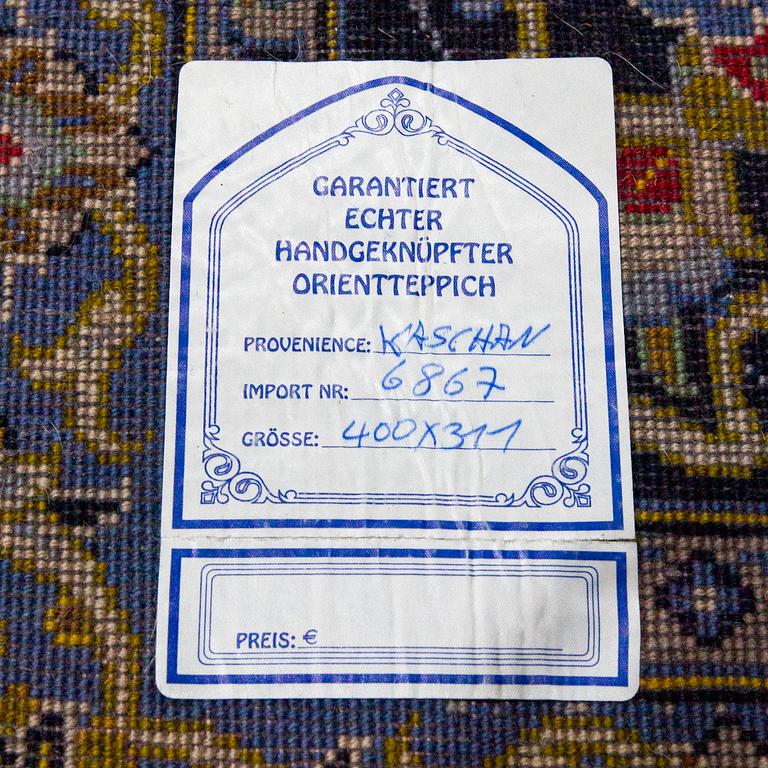 GARANTIERT
ECHTER
HANDGEKNÜPFTER
ORIENTTEPPICH
PROVENIENCE: KASCHAN
IMPORT NR: 6867
GRÖSSE: 400X311
PREIS: €